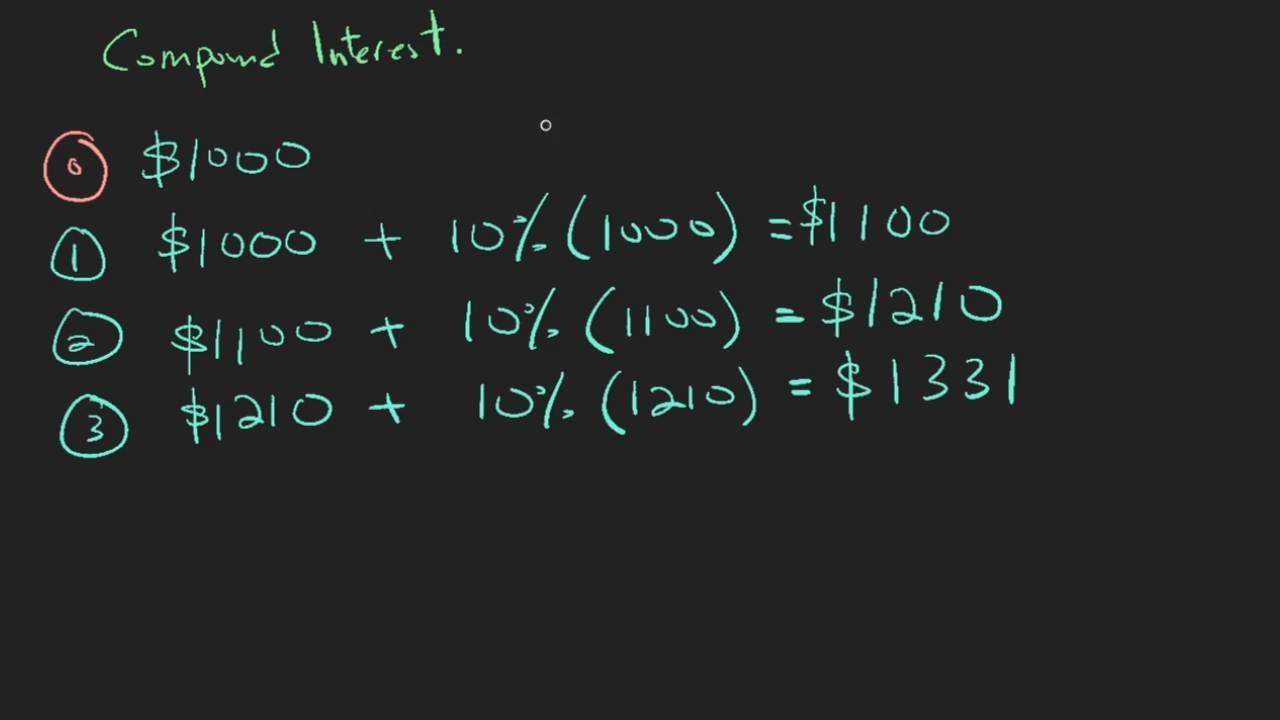 Compound Interest.
0 $1000
1 $1000 + 10% (1000) = $1100
2 $1100 + 10% (1100) = $1210
3 $1210 + 10% (1210) = $1331